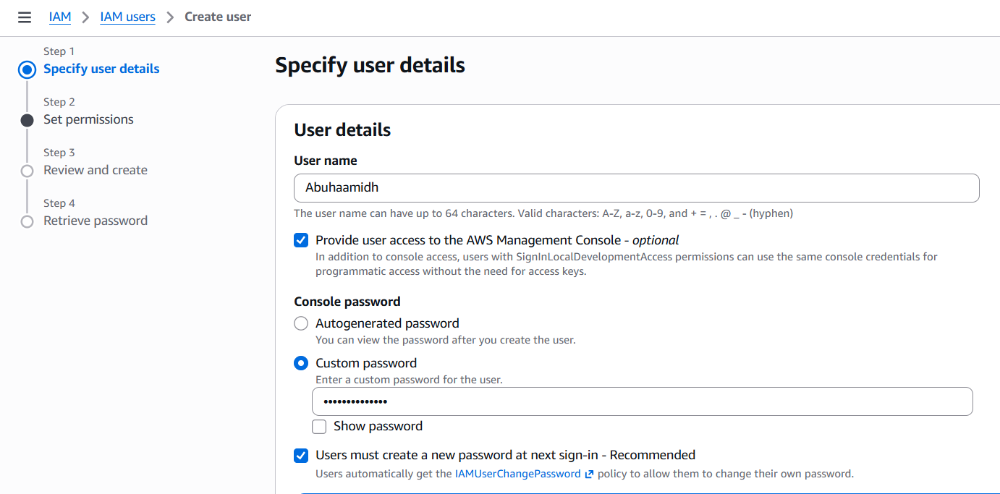 IAM > IAM users > Create user
Step 1
Specify user details
Step 2
Set permissions
Step 3
Review and create
Step 4
Retrieve password
Specify user details
User details
User name
Abuhaamidh
The user name can have up to 64 characters. Valid characters: A-Z, a-z, 0-9, and + = , . @ _ - (hyphen)
Provide user access to the AWS Management Console - optional
In addition to console access, users with SignInLocalDevelopmentAccess permissions can use the same console credentials for
programmatic access without the need for access keys.
Console password
Autogenerated password
You can view the password after you create the user.
Custom password
Enter a custom password for the user.
••••••••••••••
Show password
Users must create a new password at next sign-in - Recommended
Users automatically get the IAMUserChangePassword policy to allow them to change their own password.